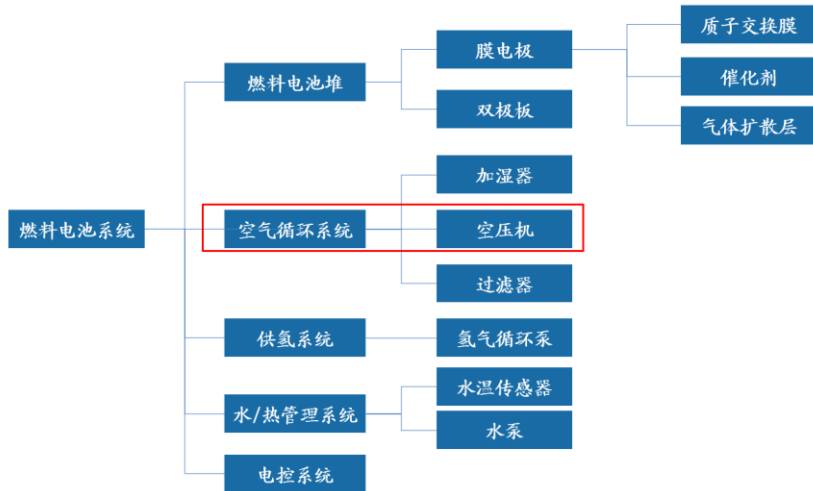 质子交换膜
膜电极
燃料电池堆
催化剂
双极板
气体扩散层
加湿器
燃料电池系统
空气循环系统
空压机
过滤器
供氢系统
氢气循环泵
水温传感器
水/热管理系统
水泵
电控系统